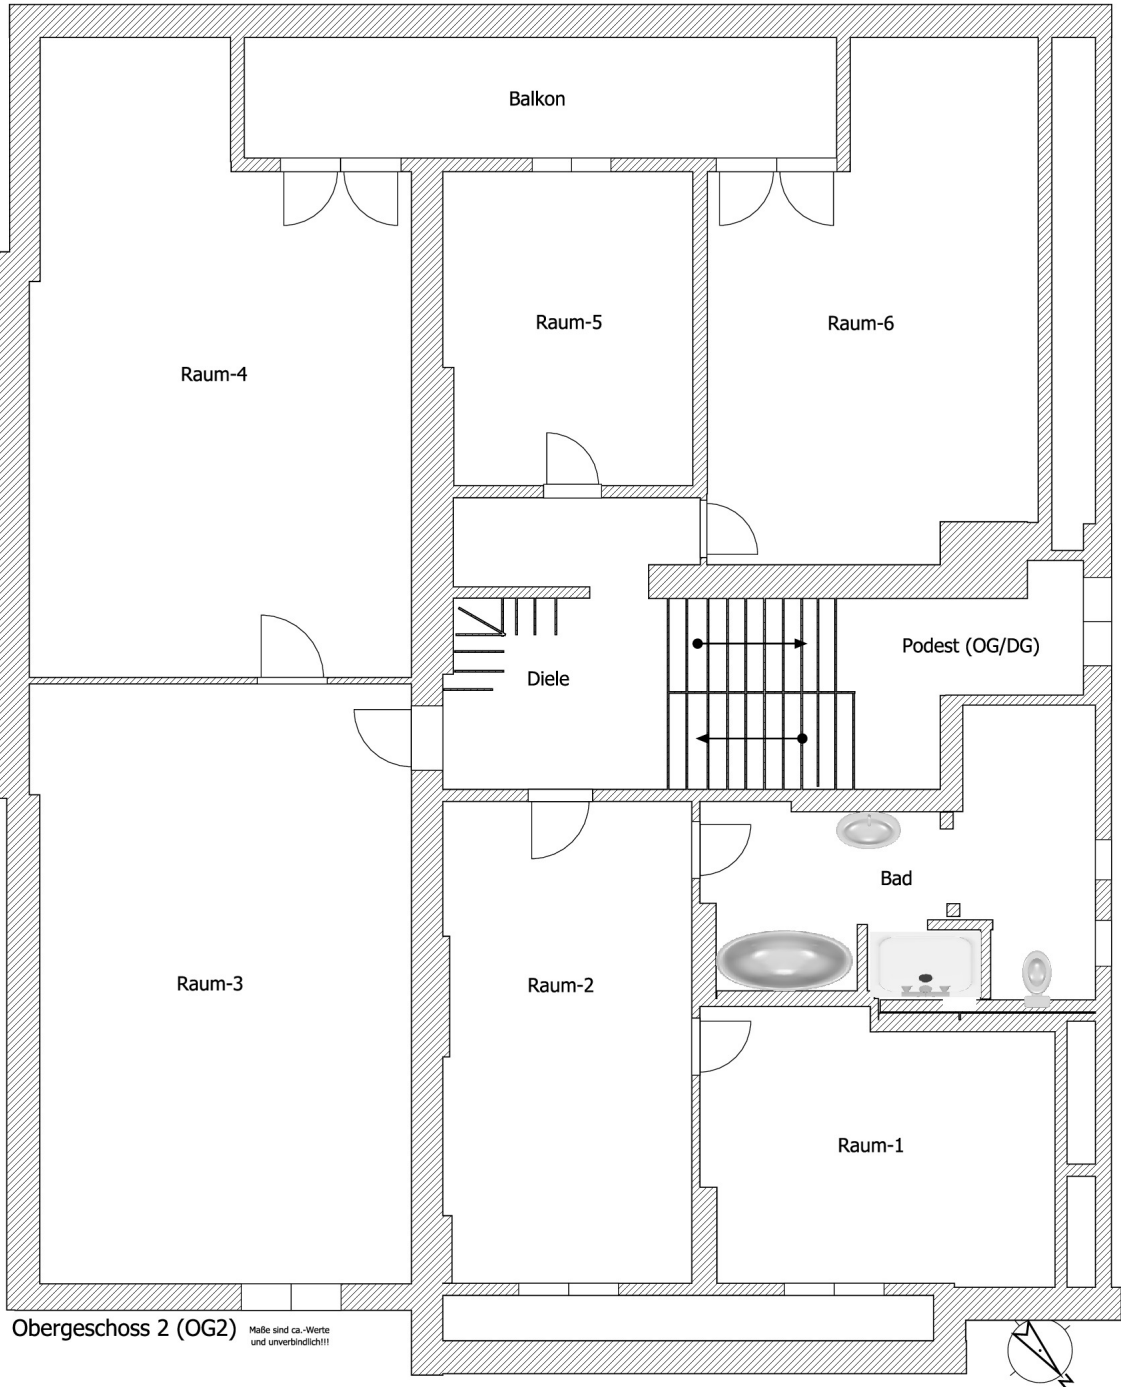 Balkon
Raum-5
Raum-6
Raum-4
Podest (OG/DG)
Diele
Bad
Raum-3
Raum-2
Raum-1
Obergeschoss 2 (OG2)
Maße sind ca.-Werte
und unverbindlich!!!
N